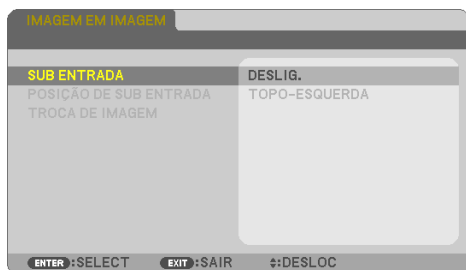 IMAGEM EM IMAGEM
SUB ENTRADA DESLIG.
POSIÇÃO DE SUB ENTRADA TOPO-ESQUERDA
TROCA DE IMAGEM
ENTER :SELECT EXIT :SAIR :DESLOC